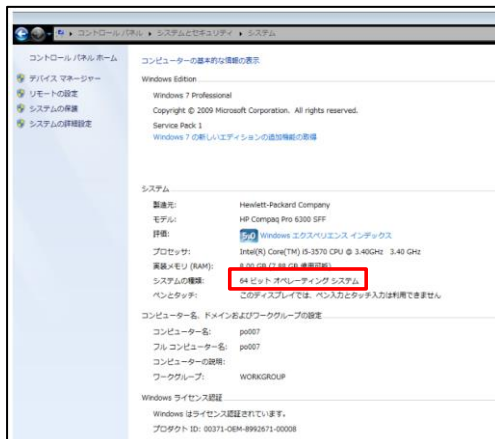 コントロール パネル ▸ システムとセキュリティ ▸ システム
コントロール パネル ホーム
デバイス マネージャー
リモートの設定
システムの保護
システムの詳細設定
コンピューターの基本的な情報の表示
Windows Edition
Windows 7 Professional
Copyright © 2009 Microsoft Corporation. All rights reserved.
Service Pack 1
Windows 7 の新しいエディションの追加機能の取得
システム
製造元: Hewlett-Packard Company
モデル: HP Compaq Pro 6300 SFF
評価: Windows エクスペリエンス インデックス
プロセッサ: Intel(R) Core(TM) i5-3570 CPU @ 3.40GHz 3.40 GHz
実装メモリ (RAM): 8.00 GB (7.88 GB 使用可能)
システムの種類: 64 ビット オペレーティング システム
ペンとタッチ: このディスプレイでは、ペン入力とタッチ入力は利用できません
コンピューター名、ドメインおよびワークグループの設定
コンピューター名: po007
フル コンピューター名: po007
コンピューターの説明:
ワークグループ: WORKGROUP
Windows ライセンス認証
Windows はライセンス認証されています。
プロダクト ID: 00371-OEM-8992671-00008